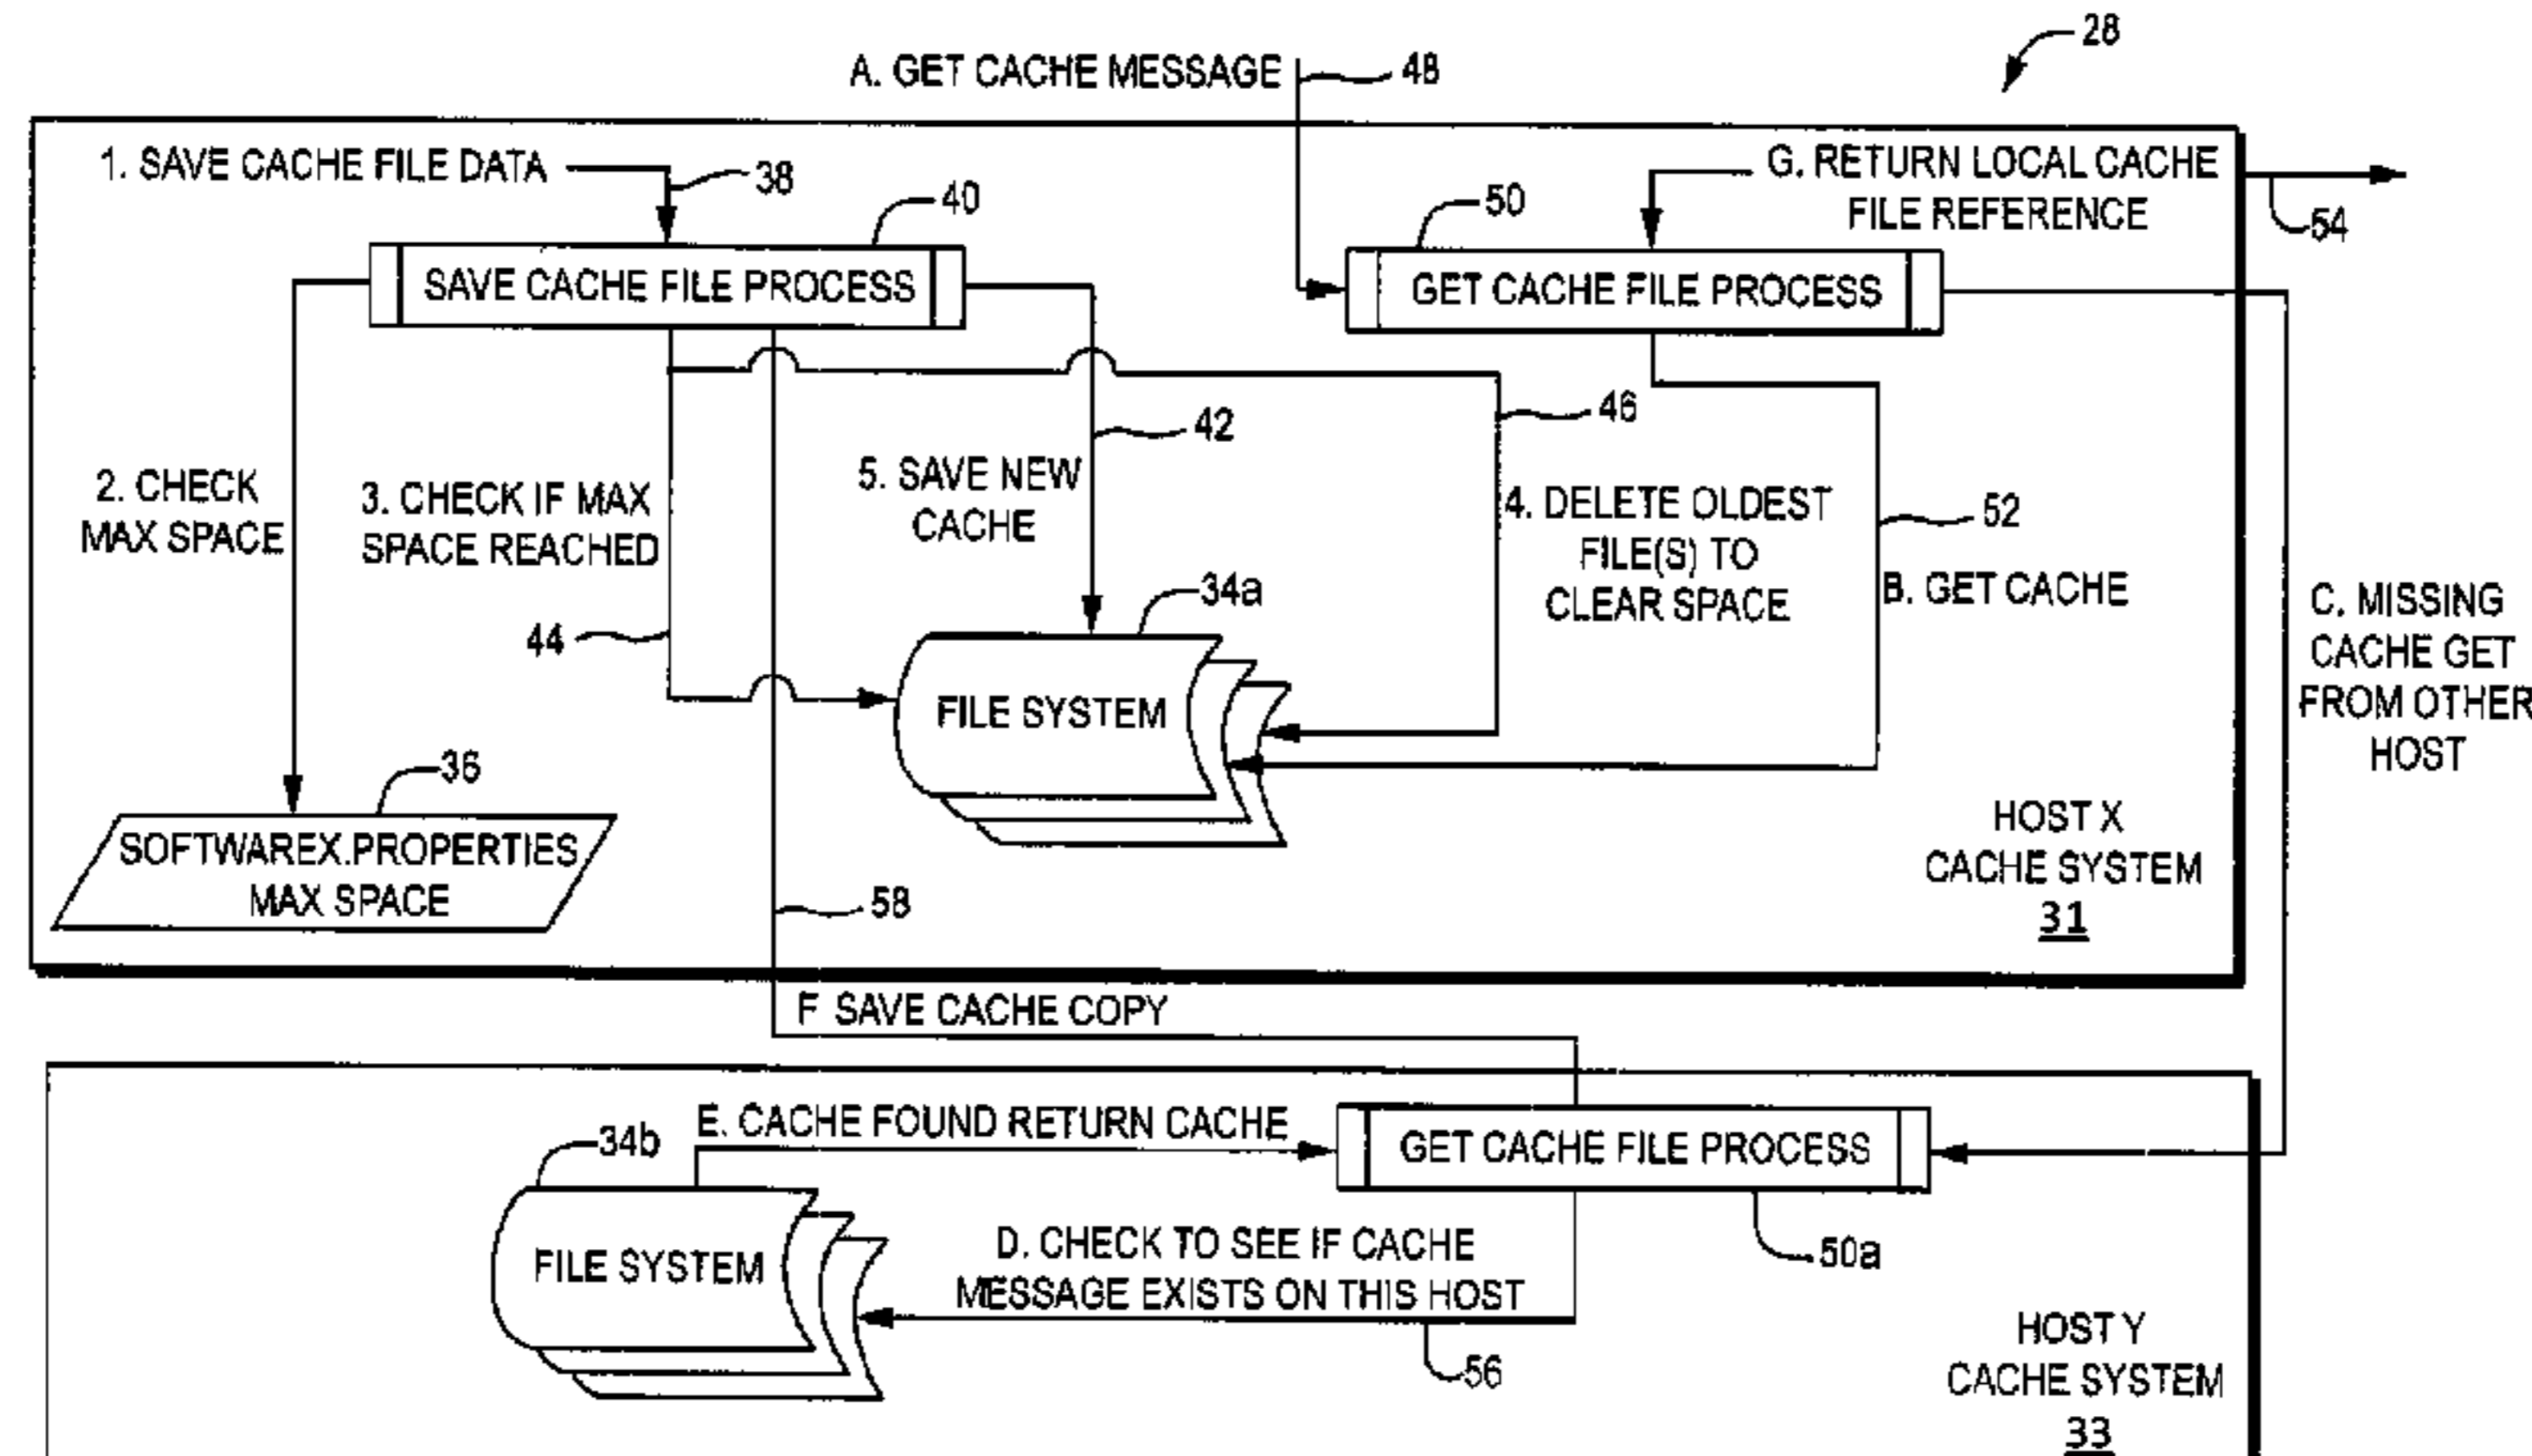 28
A. GET CACHE MESSAGE
48
1. SAVE CACHE FILE DATA
38
40
50
G. RETURN LOCAL CACHE
FILE REFERENCE
54
SAVE CACHE FILE PROCESS
GET CACHE FILE PROCESS
46
42
2. CHECK
MAX SPACE
3. CHECK IF MAX
SPACE REACHED
5. SAVE NEW
CACHE
4. DELETE OLDEST
FILE(S) TO
CLEAR SPACE
52
B. GET CACHE
C. MISSING
CACHE GET
FROM OTHER
HOST
44
34a
FILE SYSTEM
36
SOFTWAREX.PROPERTIES
MAX SPACE
HOST X
CACHE SYSTEM
31
58
F SAVE CACHE COPY
E. CACHE FOUND RETURN CACHE
34b
GET CACHE FILE PROCESS
FILE SYSTEM
D. CHECK TO SEE IF CACHE
MESSAGE EXISTS ON THIS HOST
50a
56
HOST Y
CACHE SYSTEM
33